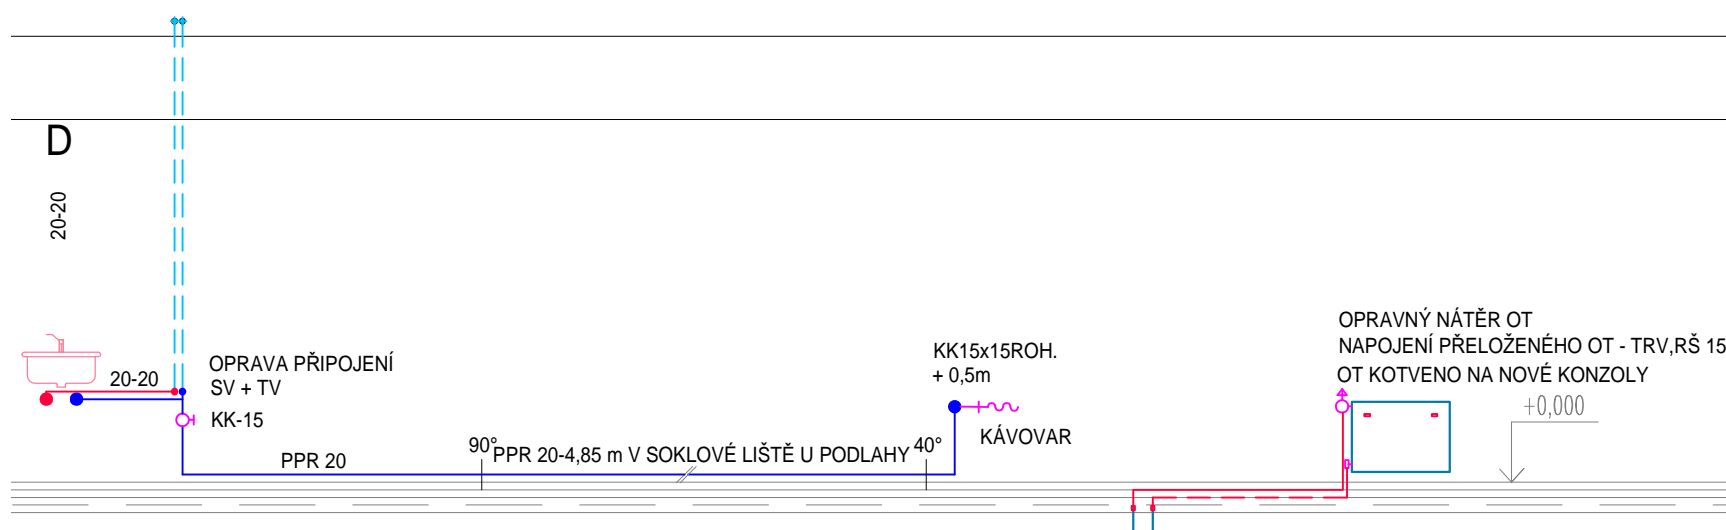 D
20-20
20-20
OPRAVA PŘIPOJENÍ
SV + TV
KK-15
PPR 20
90°
PPR 20-4,85 m V SOKLOVÉ LIŠTĚ U PODLAHY
40°
KK15x15ROH.
+ 0,5m
KÁVOVAR
OPRAVNÝ NÁTĚR OT
NAPOJENÍ PŘELOŽENÉHO OT - TRV,RŠ 15
OT KOTVENO NA NOVÉ KONZOLY
+0,000